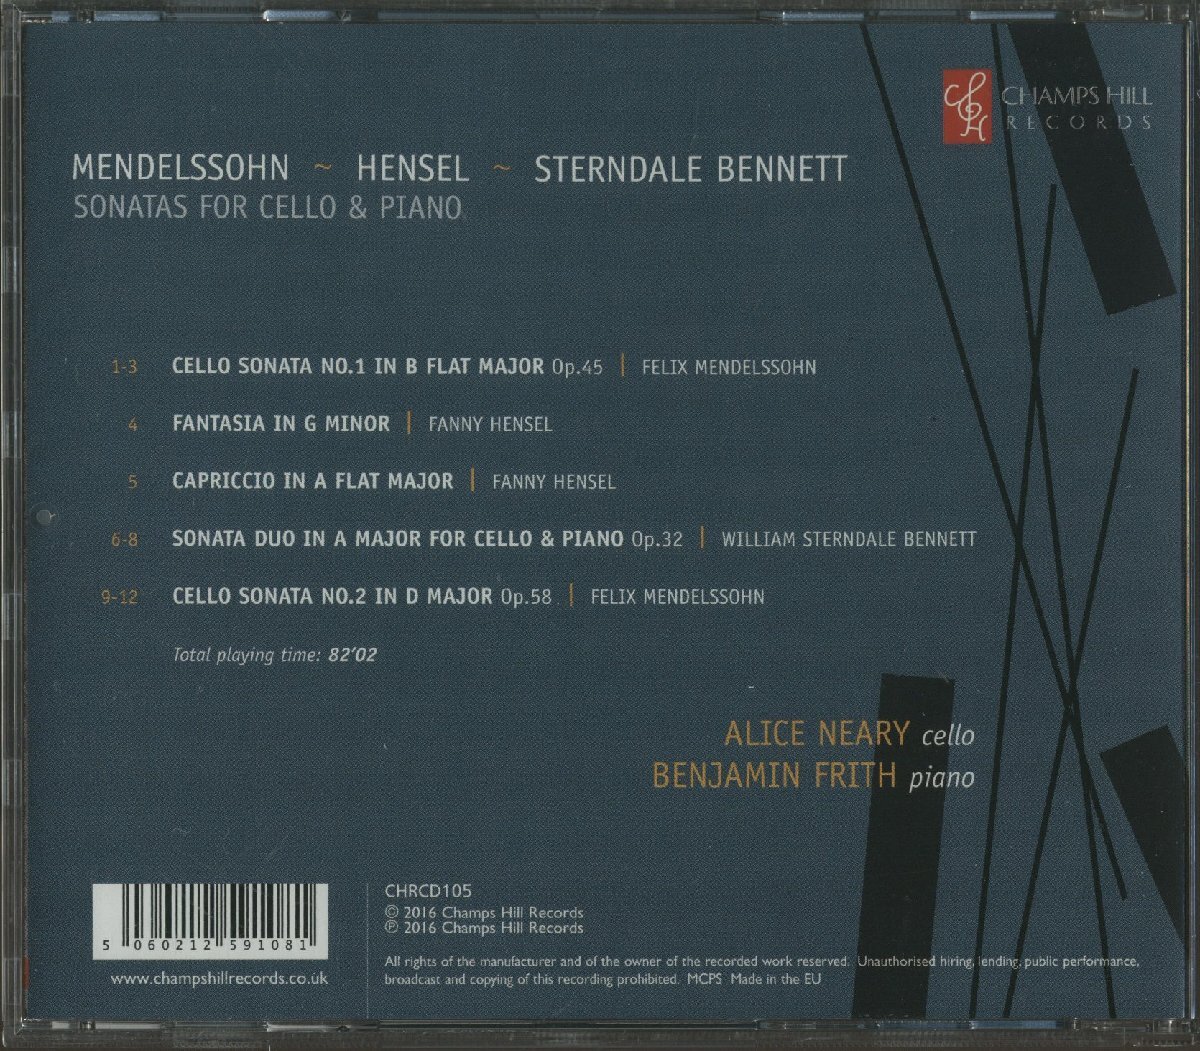 CHAMPS HILL
RECORDS
MENDELSSOHN ~ HENSEL ~ STERNDALE BENNETT
SONATAS FOR CELLO & PIANO
1-3 CELLO SONATA NO.1 IN B FLAT MAJOR Op.45 | FELIX MENDELSSOHN
4 FANTASIA IN G MINOR | FANNY HENSEL
5 CAPRICCIO IN A FLAT MAJOR | FANNY HENSEL
6-8 SONATA DUO IN A MAJOR FOR CELLO & PIANO Op.32 | WILLIAM STERNDALE BENNETT
9-12 CELLO SONATA NO.2 IN D MAJOR Op.58 | FELIX MENDELSSOHN
Total playing time: 82'02
ALICE NEARY cello
BENJAMIN FRITH piano
5 060212 591081
www.champshillrecords.co.uk
CHRCD105
© 2016 Champs Hill Records
℗ 2016 Champs Hill Records
All rights of the manufacturer and of the owner of the recorded work reserved. Unauthorised hiring, lending, public performance,
broadcast and copying of this recording prohibited. MCPS Made in the EU